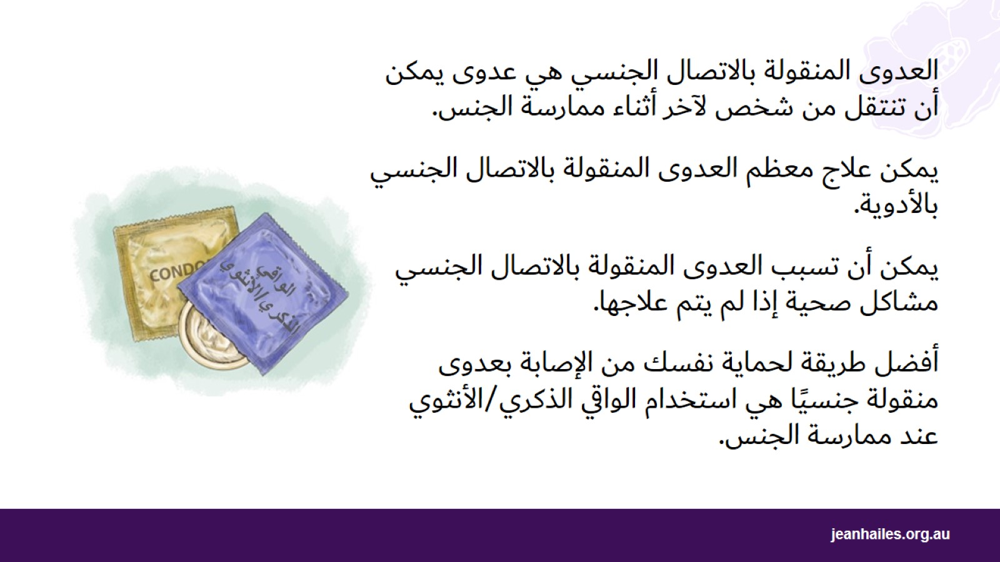 العدوى المنقولة بالاتصال الجنسي هي عدوى يمكن
أن تنتقل من شخص لآخر أثناء ممارسة الجنس.
يمكن علاج معظم العدوى المنقولة بالاتصال الجنسي
بالأدوية.
يمكن أن تسبب العدوى المنقولة بالاتصال الجنسي
مشاكل صحية إذا لم يتم علاجها.
أفضل طريقة لحماية نفسك من الإصابة بعدوى
منقولة جنسيًا هي استخدام الواقي الذكري/الأنثوي
عند ممارسة الجنس.
CONDO
الواقي
الذكري/الأنثوي
jeanhailes.org.au